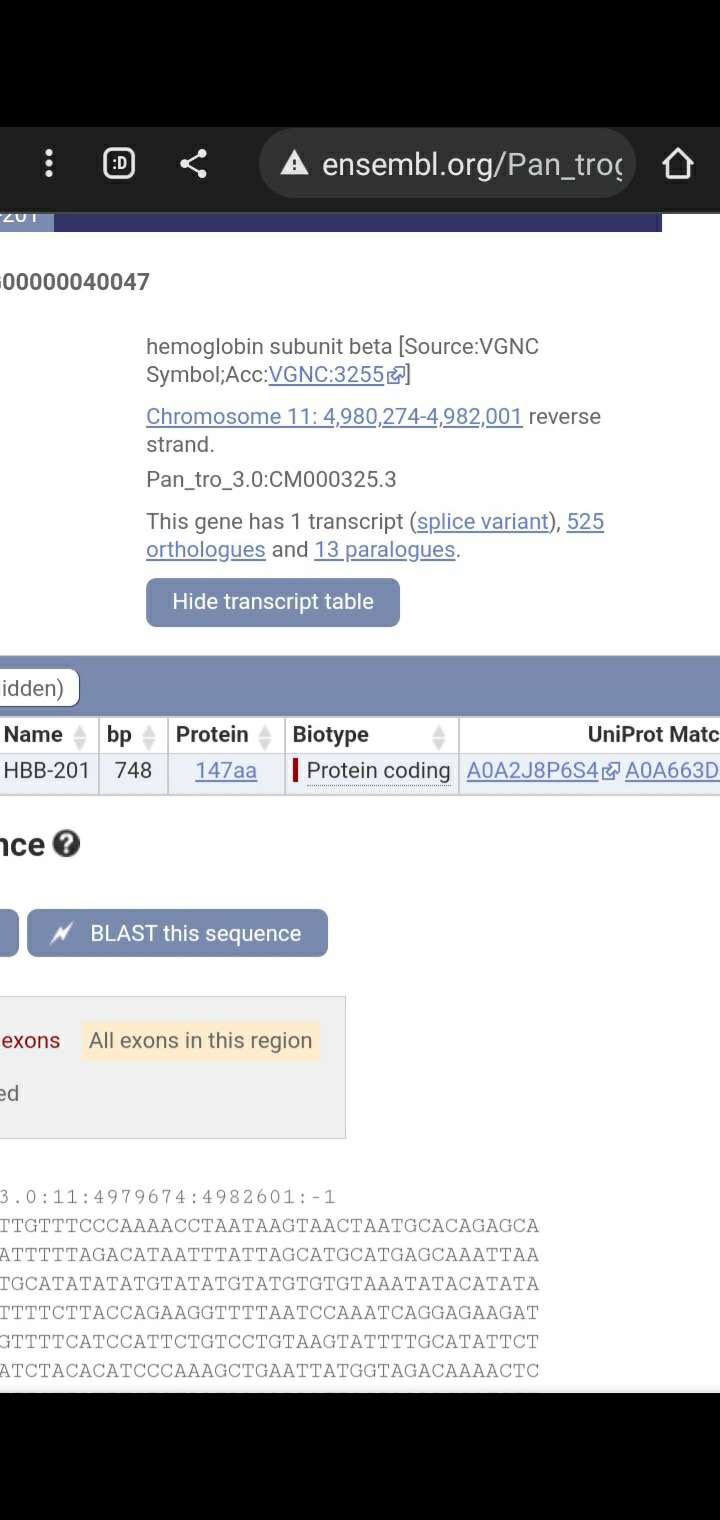 :D
ensembl.org/Pan_trog
-201
00000040047
hemoglobin subunit beta [Source:VGNC
Symbol;Acc:VGNC:3255]
Chromosome 11: 4,980,274-4,982,001 reverse
strand.
Pan_tro_3.0:CM000325.3
This gene has 1 transcript (splice variant), 525
orthologues and 13 paralogues.
Hide transcript table
idden)
Name bp Protein Biotype UniProt Matc
HBB-201 748 147aa Protein coding A0A2J8P6S4 A0A663D
nce ?
BLAST this sequence
exons All exons in this region
ed
3.0:11:4979674:4982601:-1
TTGTTTCCCAAAACCTAATAAGTAACTAATGCACAGAGCA
ATTTTTAGACATAATTTATTAGCATGCATGAGCAAATTAA
TGCATATATATGTATATGTATGTGTGTAAATATACATATA
TTTTCTTACCAGAAGGTTTTAATCCAAATCAGGAGAAGAT
GTTTTCATCCATTCTGTCCTGTAAGTATTTTGCATATTCT
ATCTACACATCCCAAAGCTGAATTATGGTAGACAAAACTC